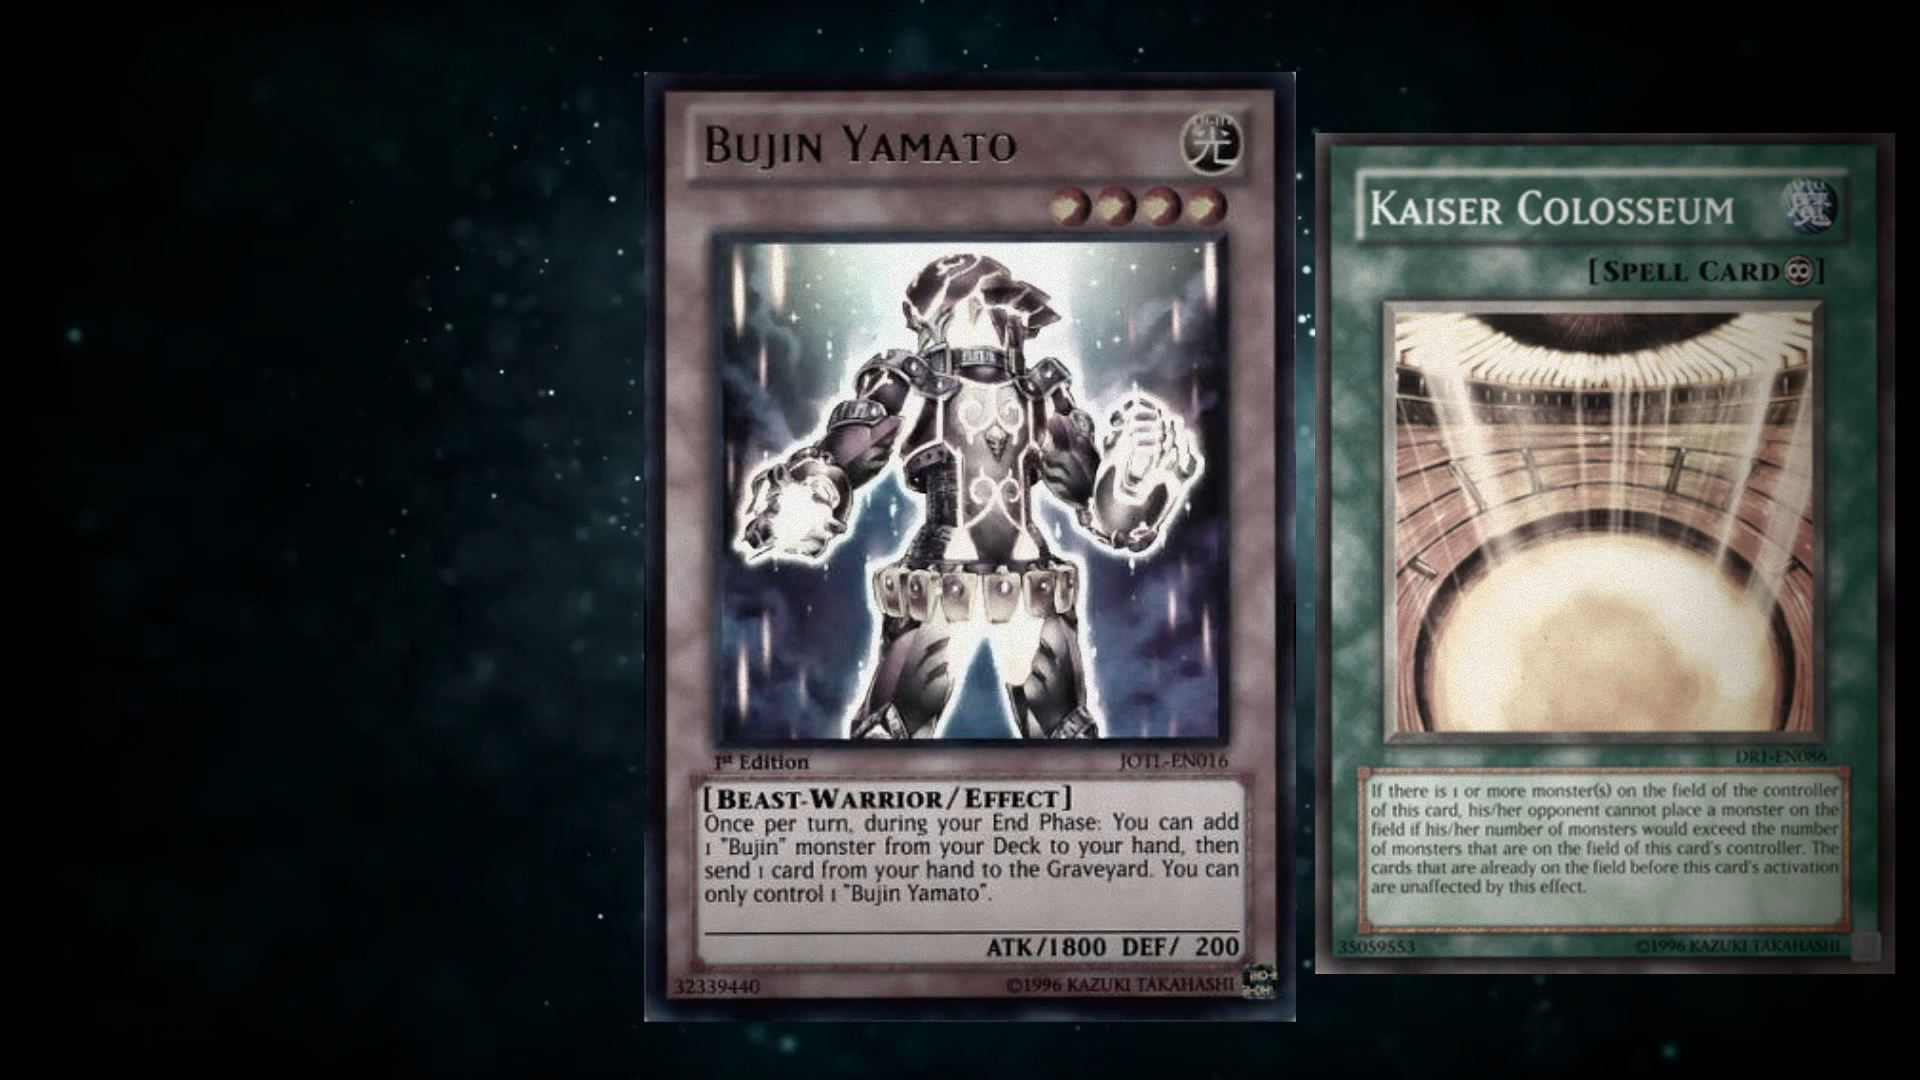 Bujin Yamato
LIGHT
光
1st Edition
JOTL-EN016
[Beast-Warrior/Effect]
Once per turn, during your End Phase: You can add
1 "Bujin" monster from your Deck to your hand, then
send 1 card from your hand to the Graveyard. You can
only control 1 "Bujin Yamato".
ATK/1800 DEF/ 200
32339440
©1996 KAZUKI TAKAHASHI
Kaiser Colosseum
魔
[Spell Card♾]
DR1-EN086
If there is 1 or more monster(s) on the field of the controller
of this card, his/her opponent cannot place a monster on the
field if his/her number of monsters would exceed the number
of monsters that are on the field of this card's controller. The
cards that are already on the field before this card's activation
are unaffected by this effect.
35059553
©1996 KAZUKI TAKAHASHI